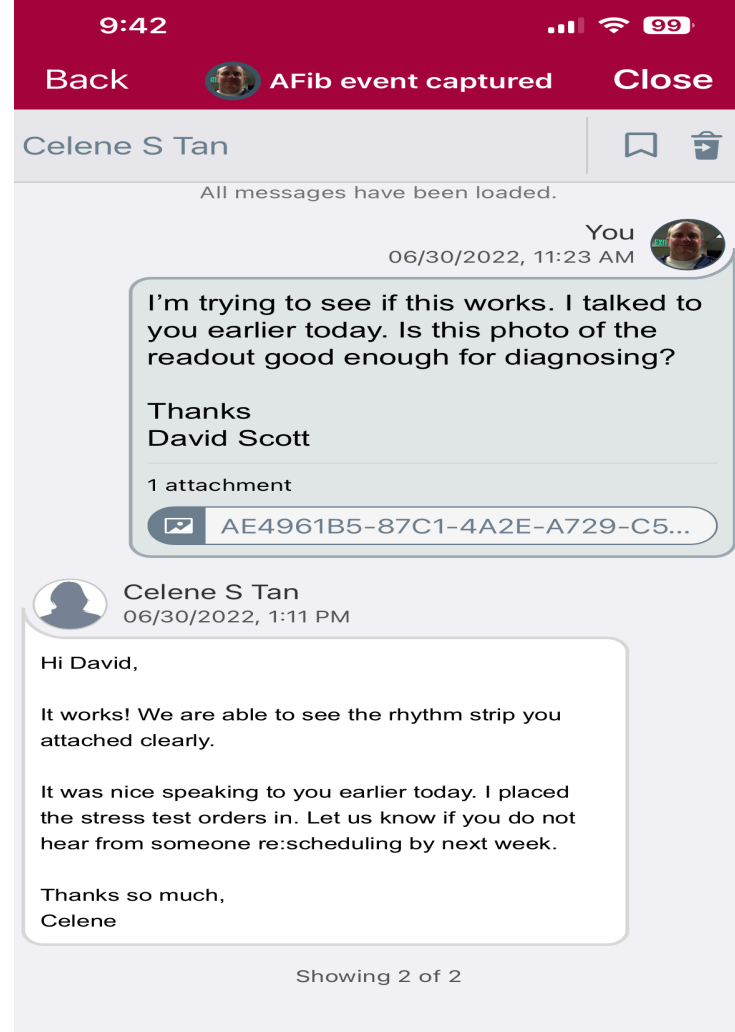 9:42
99
Back
AFib event captured
Close
Celene S Tan
All messages have been loaded.
You
06/30/2022, 11:23 AM
I’m trying to see if this works. I talked to
you earlier today. Is this photo of the
readout good enough for diagnosing?
Thanks
David Scott
1 attachment
AE4961B5-87C1-4A2E-A729-C5...
Celene S Tan
06/30/2022, 1:11 PM
Hi David,
It works! We are able to see the rhythm strip you
attached clearly.
It was nice speaking to you earlier today. I placed
the stress test orders in. Let us know if you do not
hear from someone re:scheduling by next week.
Thanks so much,
Celene
Showing 2 of 2